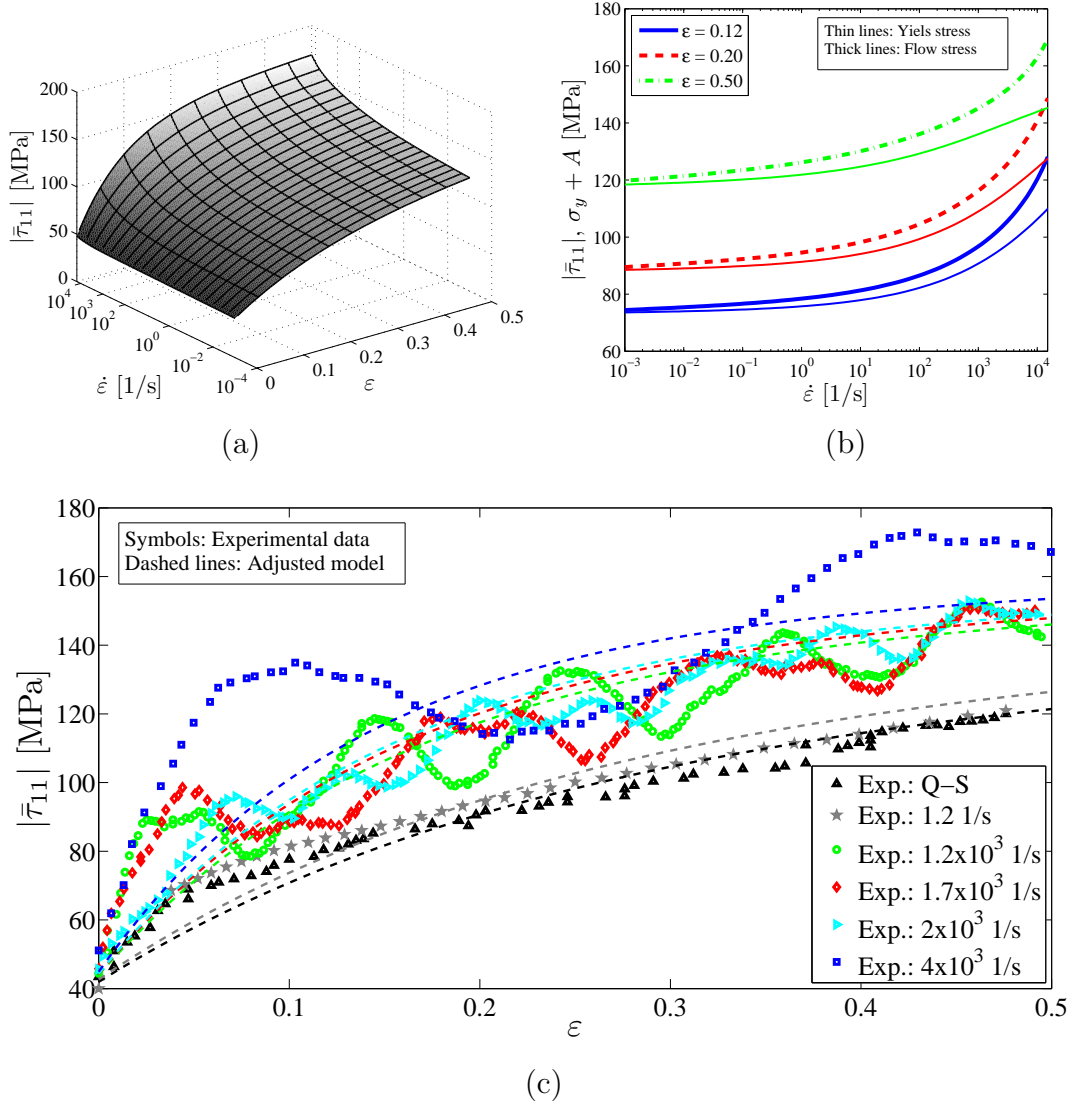 200
150
100
50
0
|τ̄₁₁| [MPa]
10⁴
10³
10²
10⁰
10⁻²
10⁻⁴
ε̇ [1/s]
0
0.1
0.2
0.3
0.4
0.5
ε
(a)
180
160
140
120
100
80
60
|τ̄₁₁|, σy + A [MPa]
ε = 0.12
ε = 0.20
ε = 0.50
Thin lines: Yiels stress
Thick lines: Flow stress
10⁻³ 10⁻² 10⁻¹ 10⁰ 10¹ 10² 10³ 10⁴
ε̇ [1/s]
(b)
180
160
140
120
100
80
60
40
|τ̄₁₁| [MPa]
Symbols: Experimental data
Dashed lines: Adjusted model
Exp.: Q−S
Exp.: 1.2 1/s
Exp.: 1.2x10³ 1/s
Exp.: 1.7x10³ 1/s
Exp.: 2x10³ 1/s
Exp.: 4x10³ 1/s
0 0.1 0.2 0.3 0.4 0.5
ε
(c)